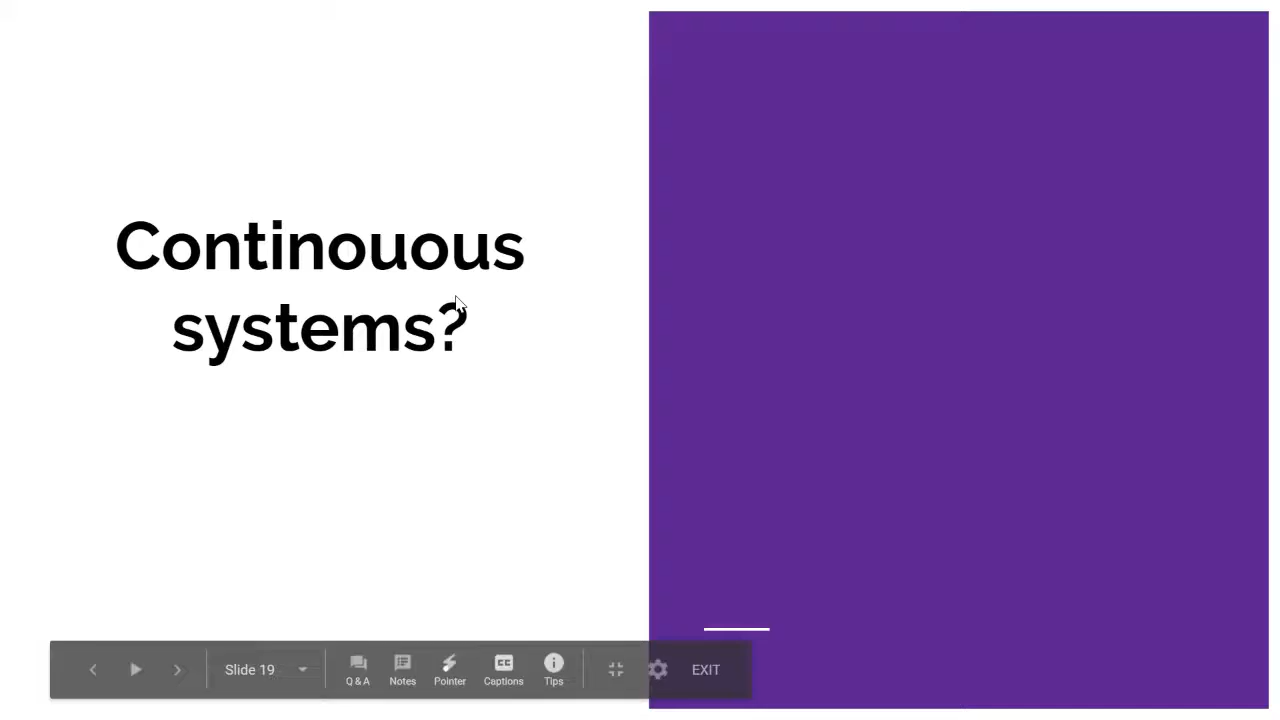 Continouous
systems?
Slide 19
Q & A
Notes
Pointer
Captions
Tips
EXIT